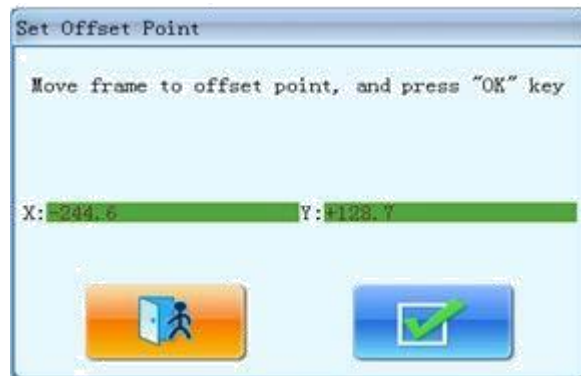 Set Offset Point
Move frame to offset point, and press "OK" key
X:-244.6 Y:+128.7